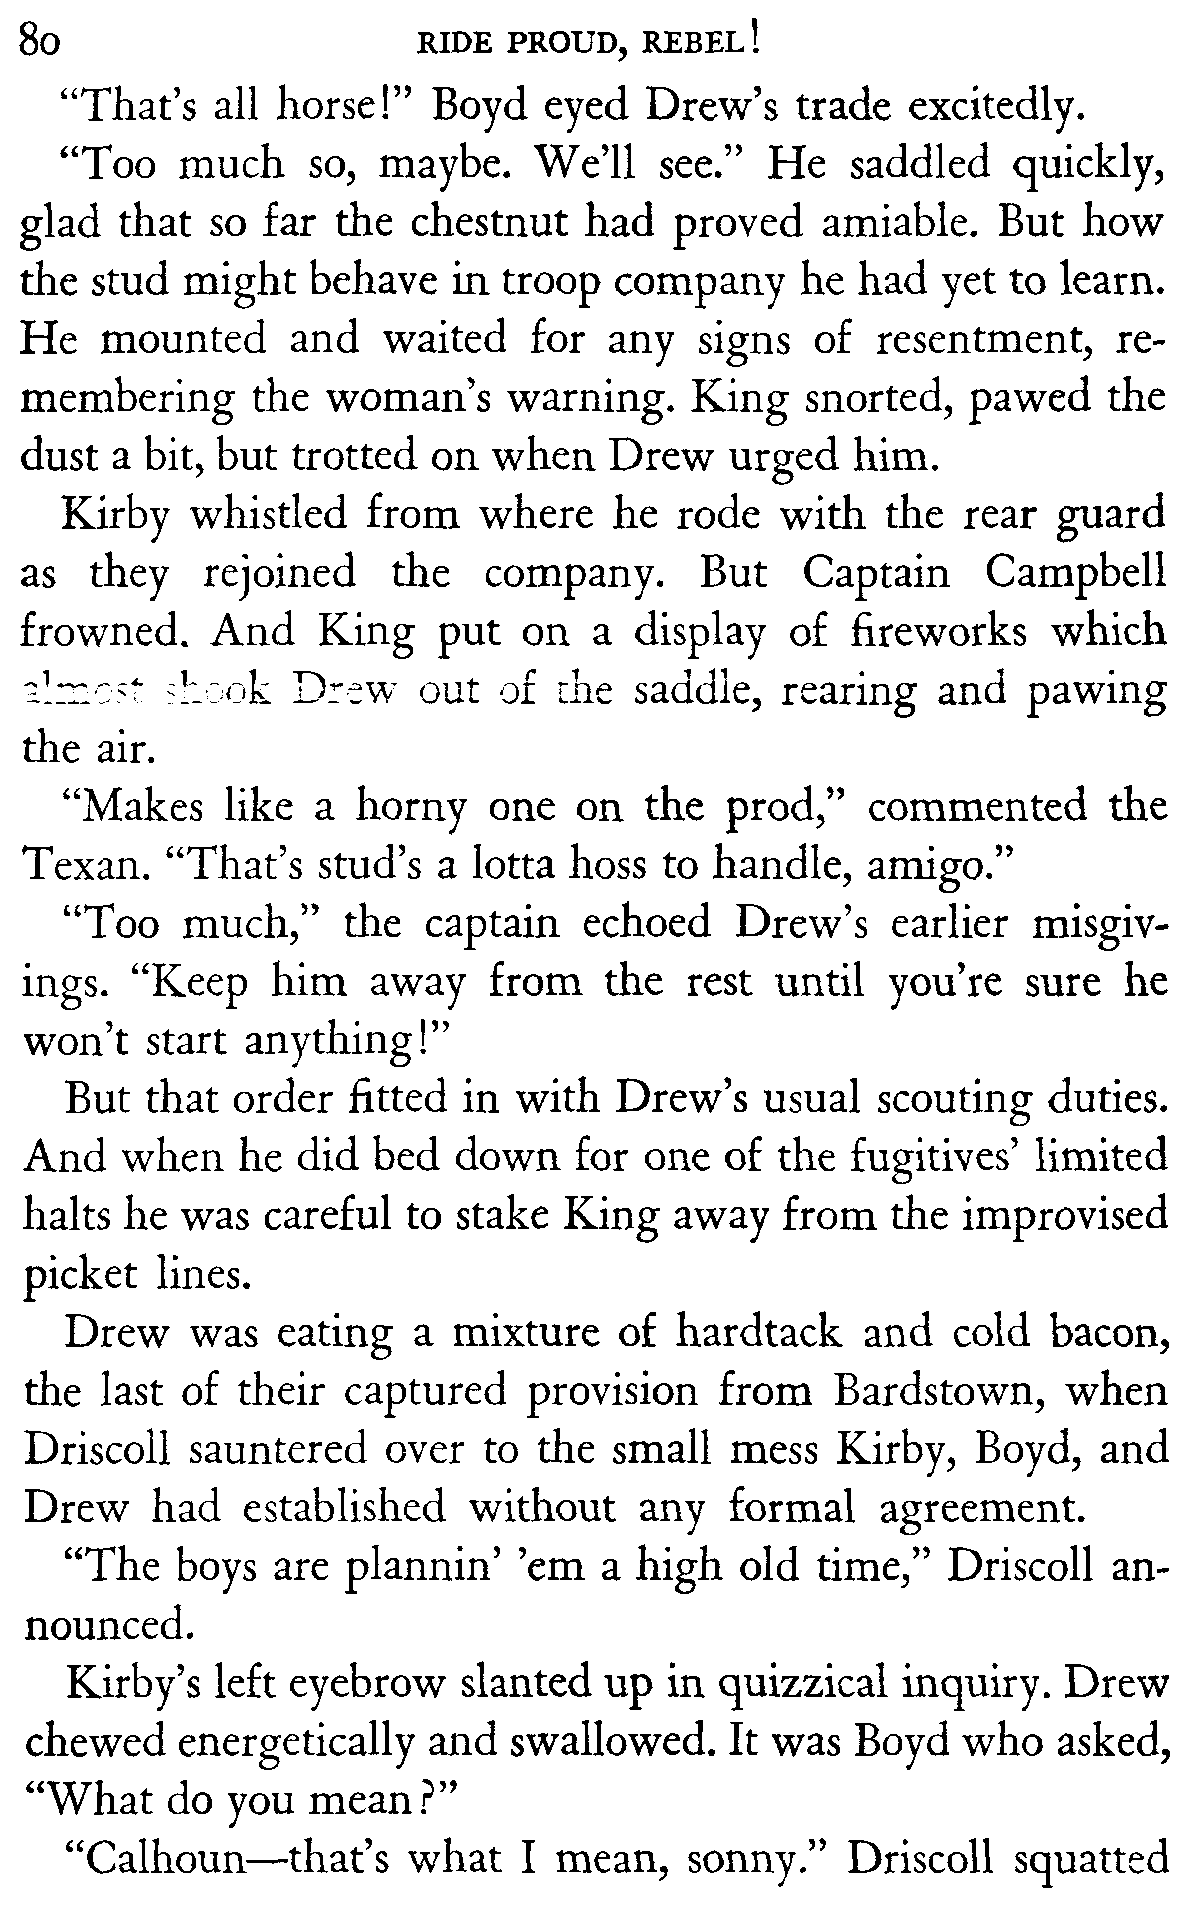 80 RIDE PROUD, REBEL!
“That’s all horse!” Boyd eyed Drew’s trade excitedly.
“Too much so, maybe. We’ll see.” He saddled quickly,
glad that so far the chestnut had proved amiable. But how
the stud might behave in troop company he had yet to learn.
He mounted and waited for any signs of resentment, re-
membering the woman’s warning. King snorted, pawed the
dust a bit, but trotted on when Drew urged him.
Kirby whistled from where he rode with the rear guard
as they rejoined the company. But Captain Campbell
frowned. And King put on a display of fireworks which
almost shook Drew out of the saddle, rearing and pawing
the air.
“Makes like a horny one on the prod,” commented the
Texan. “That’s stud’s a lotta hoss to handle, amigo.”
“Too much,” the captain echoed Drew’s earlier misgiv-
ings. “Keep him away from the rest until you’re sure he
won’t start anything!”
But that order fitted in with Drew’s usual scouting duties.
And when he did bed down for one of the fugitives’ limited
halts he was careful to stake King away from the improvised
picket lines.
Drew was eating a mixture of hardtack and cold bacon,
the last of their captured provision from Bardstown, when
Driscoll sauntered over to the small mess Kirby, Boyd, and
Drew had established without any formal agreement.
“The boys are plannin’ ’em a high old time,” Driscoll an-
nounced.
Kirby’s left eyebrow slanted up in quizzical inquiry. Drew
chewed energetically and swallowed. It was Boyd who asked,
“What do you mean?”
“Calhoun—that’s what I mean, sonny.” Driscoll squatted